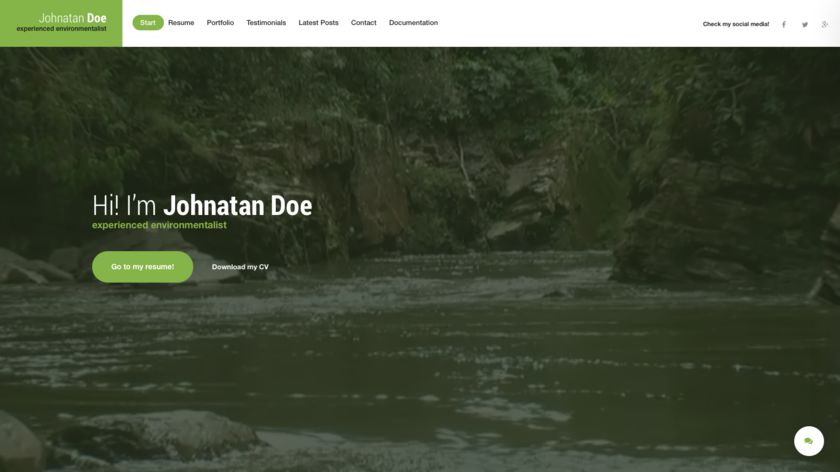 Johnatan Doe
experienced environmentalist
Start
Resume
Portfolio
Testimonials
Latest Posts
Contact
Documentation
Check my social media!
Hi! I'm Johnatan Doe
experienced environmentalist
Go to my resume!
Download my CV